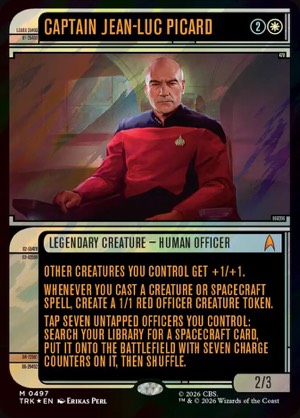 CAPTAIN JEAN-LUC PICARD 2
LEGENDARY CREATURE – HUMAN OFFICER
OTHER CREATURES YOU CONTROL GET +1/+1.
WHENEVER YOU CAST A CREATURE OR SPACECRAFT
SPELL, CREATE A 1/1 RED OFFICER CREATURE TOKEN.
TAP SEVEN UNTAPPED OFFICERS YOU CONTROL:
SEARCH YOUR LIBRARY FOR A SPACECRAFT CARD,
PUT IT ONTO THE BATTLEFIELD WITH SEVEN CHARGE
COUNTERS ON IT, THEN SHUFFLE.
2/3
M 0497
TRK ★ EN ERIKAS PERL
© 2026 CBS.
™ & © 2026 Wizards of the Coast